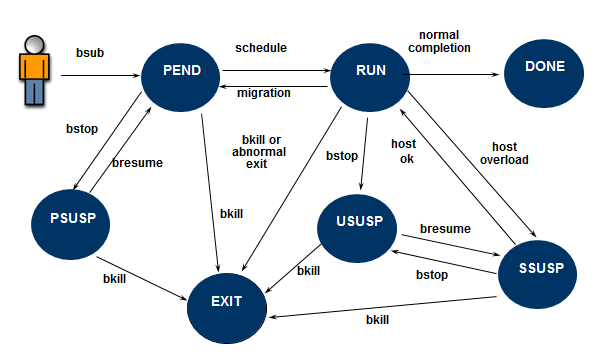 normal
completion
bsub
schedule
PEND
RUN
DONE
migration
bstop
bresume
bkill or
abnormal
exit
bstop
host
ok
host
overload
bkill
PSUSP
USUSP
bresume
bkill
bkill
bstop
SSUSP
EXIT
bkill